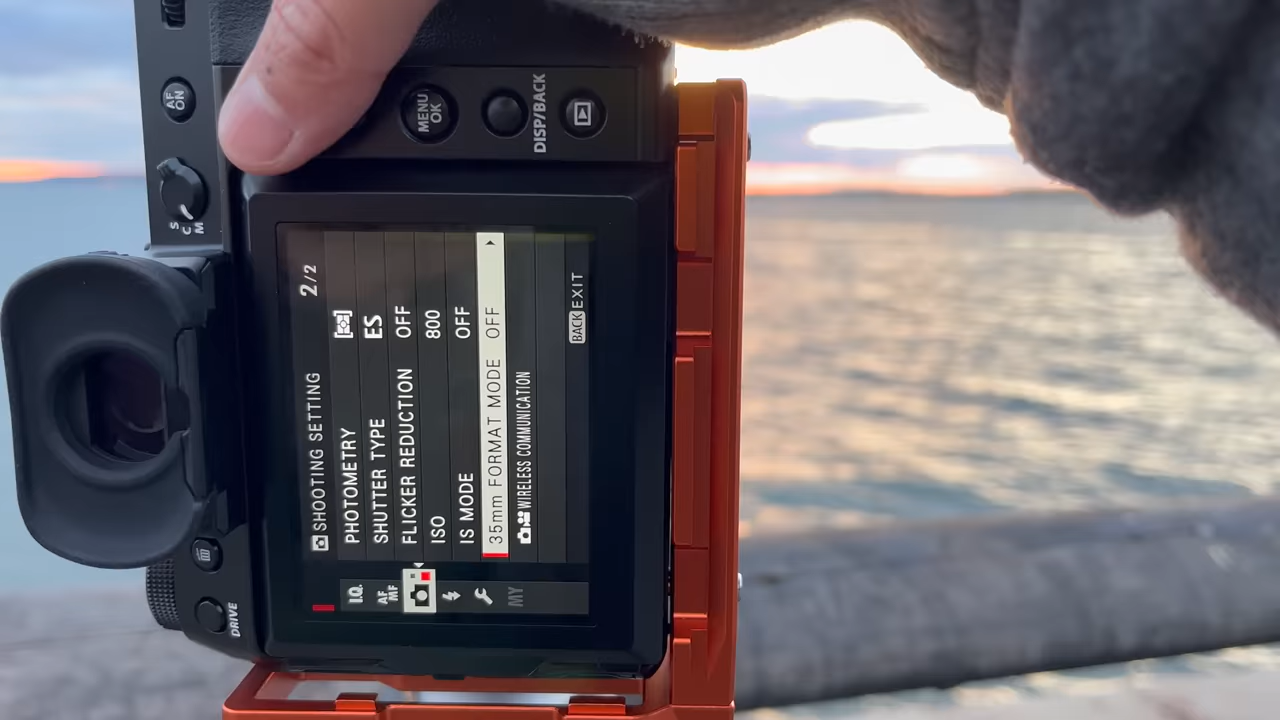 AF ON
S
C
M
MENU OK
DISP/BACK
SHOOTING SETTING 2/2
PHOTOMETRY
SHUTTER TYPE ES
FLICKER REDUCTION OFF
ISO 800
IS MODE OFF
35mm FORMAT MODE OFF
WIRELESS COMMUNICATION
BACK EXIT
I.Q.
AF MF
MY
DRIVE